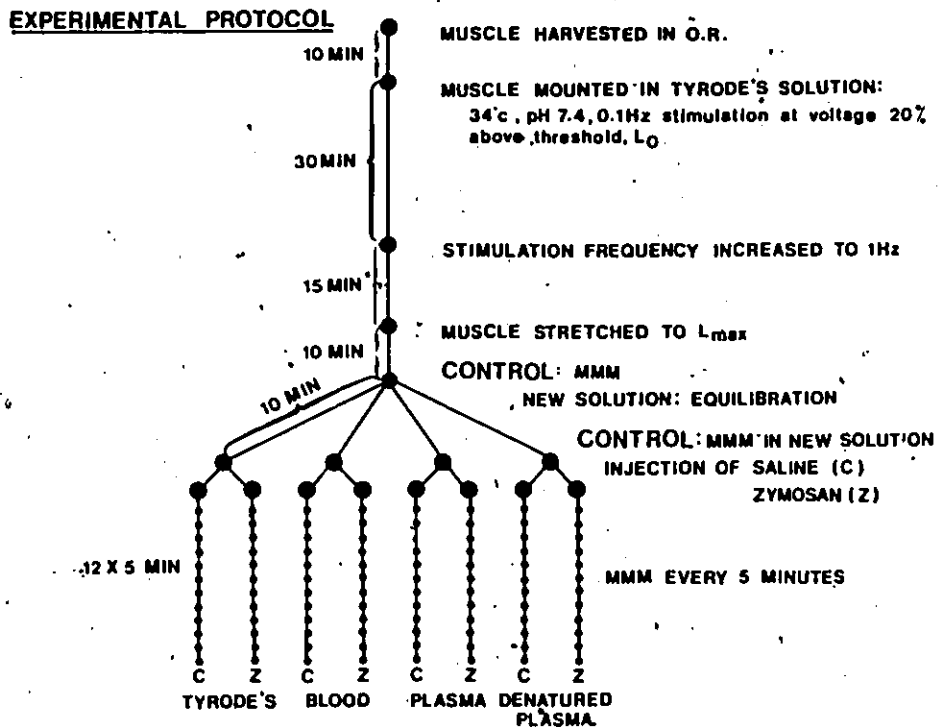 EXPERIMENTAL PROTOCOL
MUSCLE HARVESTED IN O.R.
10 MIN
MUSCLE MOUNTED IN TYRODE'S SOLUTION:
34°c, pH 7.4, 0.1Hz stimulation at voltage 20%
above threshold, L₀
30 MIN
STIMULATION FREQUENCY INCREASED TO 1Hz
15 MIN
MUSCLE STRETCHED TO Lmax
10 MIN
CONTROL: MMM
NEW SOLUTION: EQUILIBRATION
10 MIN
CONTROL: MMM IN NEW SOLUTION
INJECTION OF SALINE (C)
ZYMOSAN (Z)
12 X 5 MIN
MMM EVERY 5 MINUTES
C Z C Z C Z C Z
TYRODE'S BLOOD PLASMA DENATURED
PLASMA